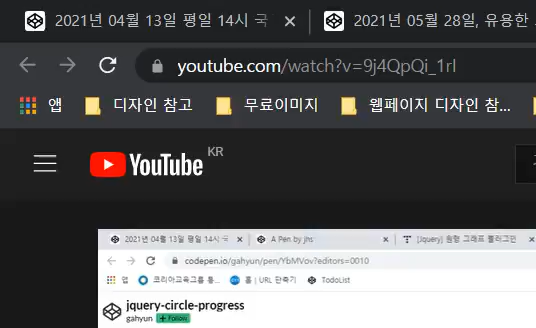 2021년 04월 13일 평일 14시 국
2021년 05월 28일, 유용한
youtube.com/watch?v=9j4QpQi_1rI
앱 디자인 참고 무료이미지 웹페이지 디자인 참...
YouTube KR
2021년 04월 13일 평일 14시 국 A Pen by jhs [Jquery] 원형 그래프 플러그인
codepen.io/gahyun/pen/YbMVov?editors=0010
앱 코리아교육그룹 통... 홈 | URL 단축기 TodoList
jquery-circle-progress
gahyun + Follow